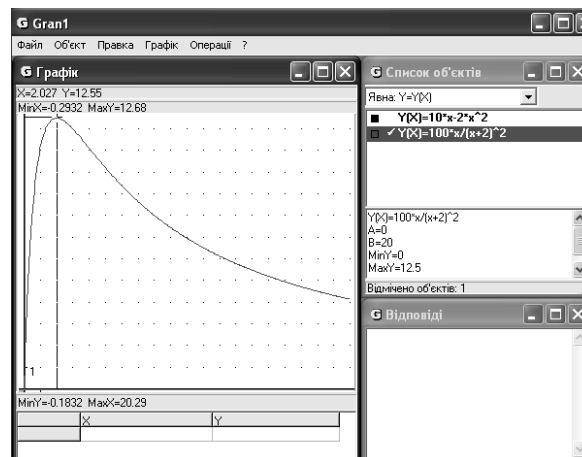 G Gran1
Файл Об'єкт Правка Графік Операції ?
G Графік
X=2.027 Y=12.55
MinX=-0.2932 MaxY=12.68
1
MinY=-0.1832 MaxX=20.29
X Y
G Список об'єктів
Явна: Y=Y(X)
Y(X)=10*x-2*x^2
Y(X)=100*x/(x+2)^2
Y(X)=100*x/(x+2)^2
A=0
B=20
MinY=0
MaxY=12.5
Відмічено об'єктів: 1
G Відповіді